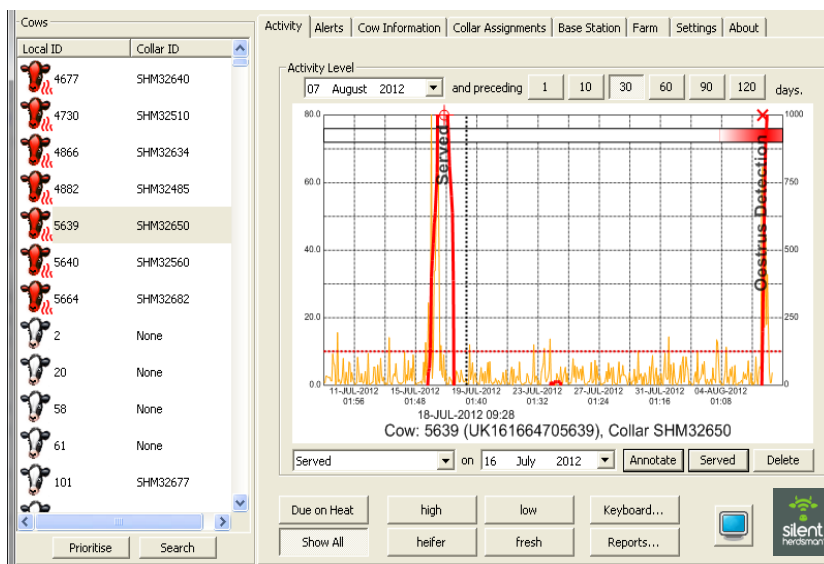 Cows
Local ID Collar ID
4677 SHM32640
4730 SHM32510
4866 SHM32634
4882 SHM32485
5639 SHM32650
5640 SHM32560
5664 SHM32682
2 None
20 None
58 None
61 None
101 SHM32677
Prioritise Search
Activity Alerts Cow Information Collar Assignments Base Station Farm Settings About
Activity Level
07 August 2012 and preceding 1 10 30 60 90 120 days.
80.0 1000
60.0 750
40.0 500
20.0 250
0.0 0
Served
Oestrus Detection
11-JUL-2012 15-JUL-2012 19-JUL-2012 23-JUL-2012 27-JUL-2012 31-JUL-2012 04-AUG-2012
01:56 01:48 01:40 01:32 01:24 01:16 01:08
18-JUL-2012 09:28
Cow: 5639 (UK161664705639), Collar SHM32650
Served on 16 July 2012 Annotate Served Delete
Due on Heat high low Keyboard...
Show All heifer fresh Reports...
silent
herdsman